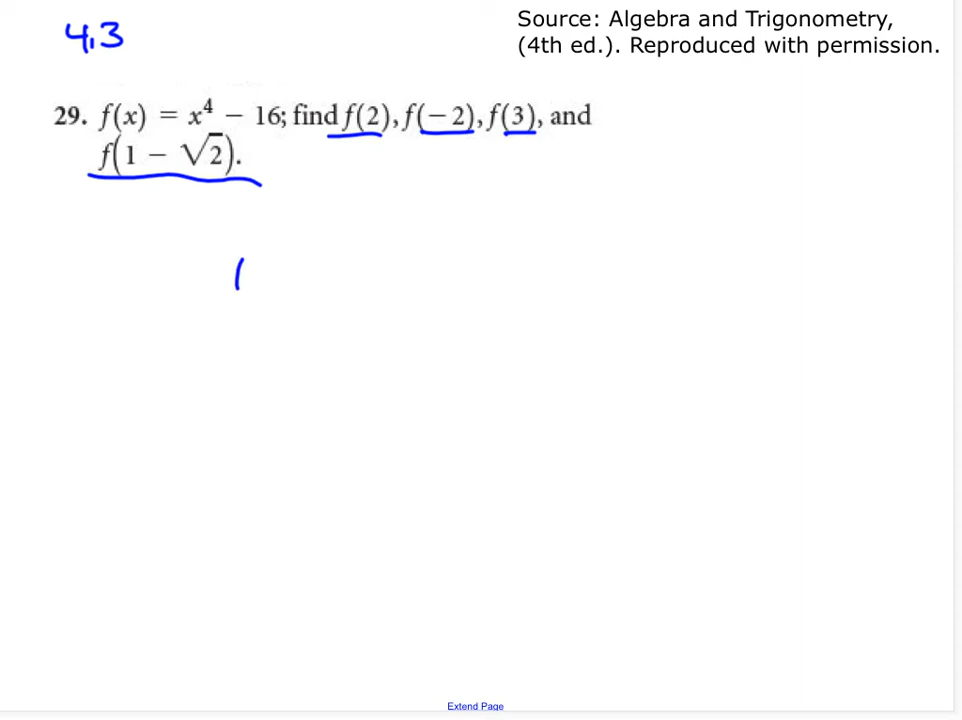 4.3
Source: Algebra and Trigonometry,
(4th ed.). Reproduced with permission.
29. f(x) = x⁴ − 16; find f(2), f(−2), f(3), and
f(1 − √2).
(
Extend Page